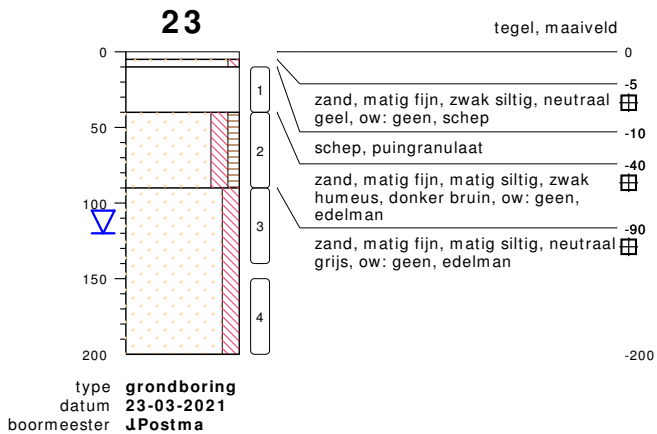 23
tegel, maaiveld
0
0
-5
zand, matig fijn, zwak siltig, neutraal
geel, ow: geen, schep
-10
schep, puingranulaat
-40
zand, matig fijn, matig siltig, zwak
humeus, donker bruin, ow: geen,
edelman
-90
zand, matig fijn, matig siltig, neutraal
grijs, ow: geen, edelman
50
100
150
200
-200
1
2
3
4
type grondboring
datum 23-03-2021
boormeester J.Postma